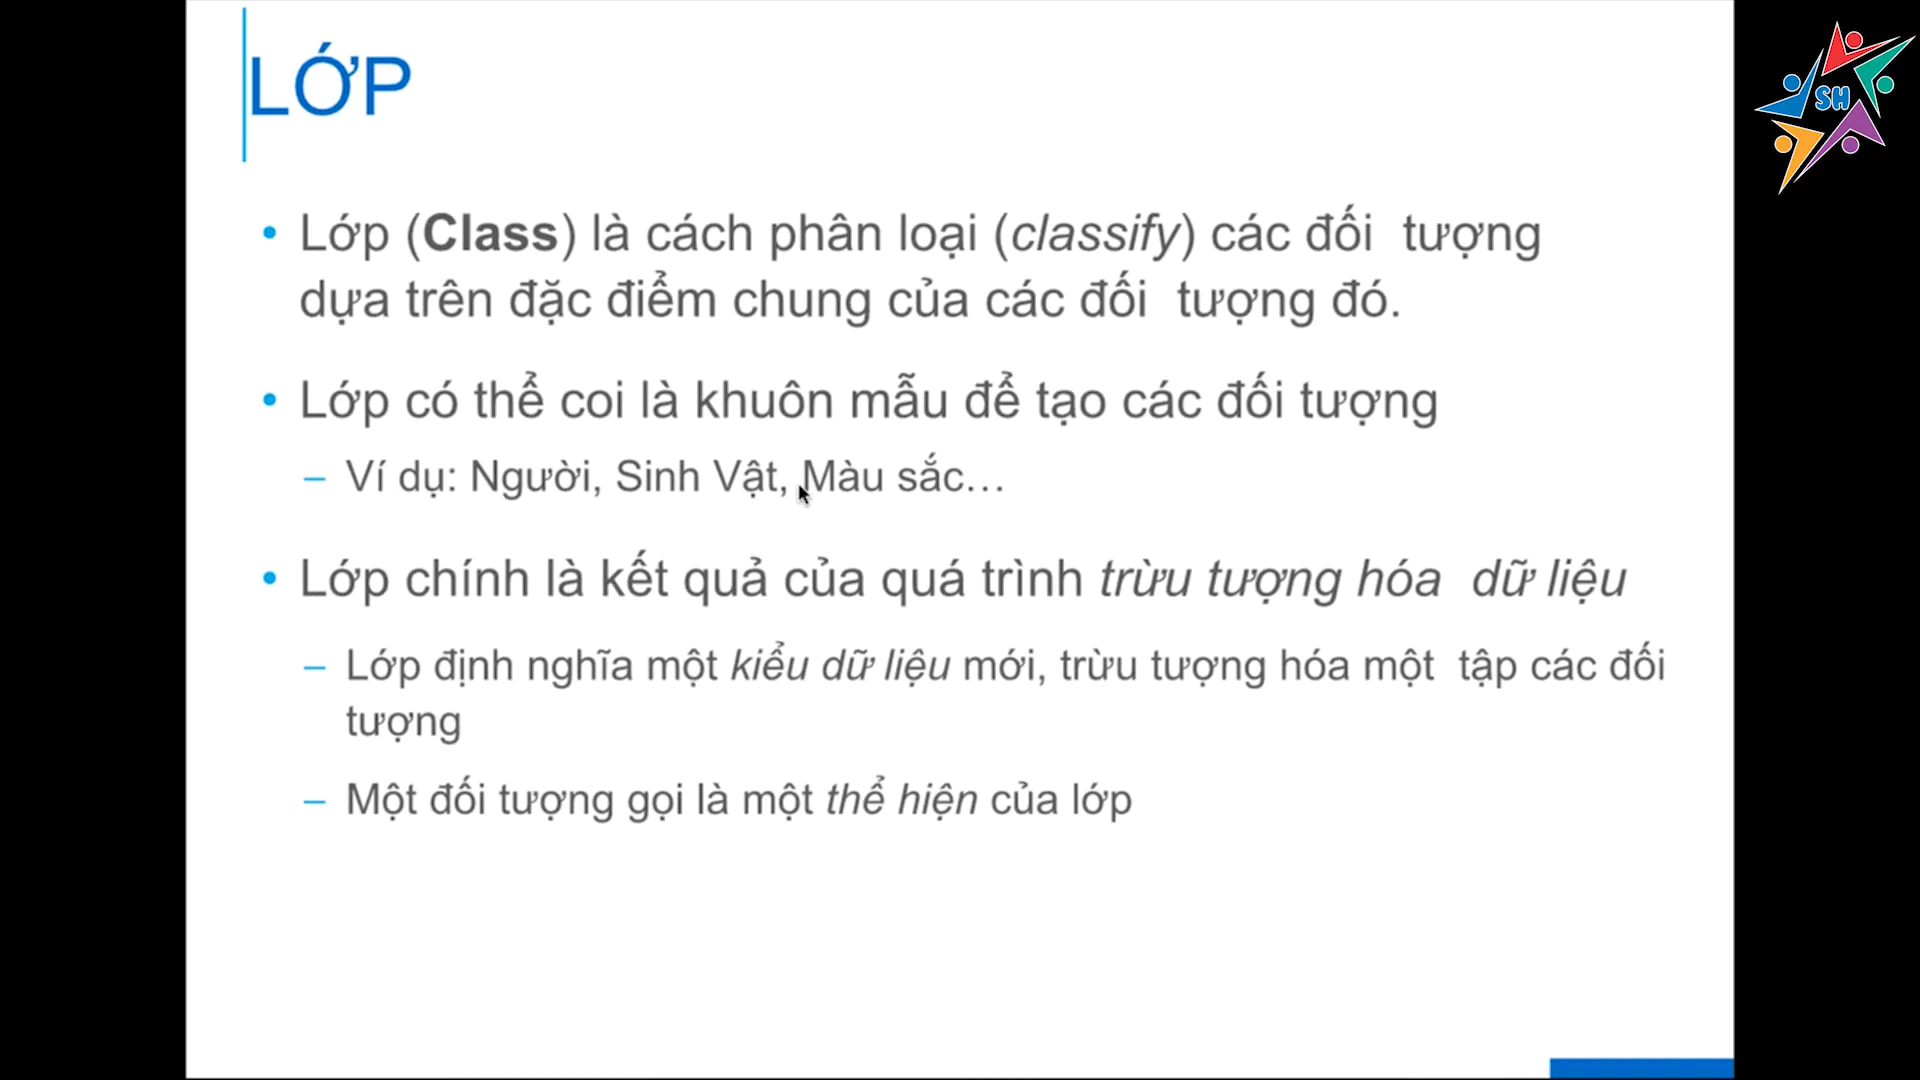 LỚP
SH
• Lớp (Class) là cách phân loại (classify) các đối tượng
dựa trên đặc điểm chung của các đối tượng đó.
• Lớp có thể coi là khuôn mẫu để tạo các đối tượng
– Ví dụ: Người, Sinh Vật, Màu sắc…
• Lớp chính là kết quả của quá trình trừu tượng hóa dữ liệu
– Lớp định nghĩa một kiểu dữ liệu mới, trừu tượng hóa một tập các đối
tượng
– Một đối tượng gọi là một thể hiện của lớp